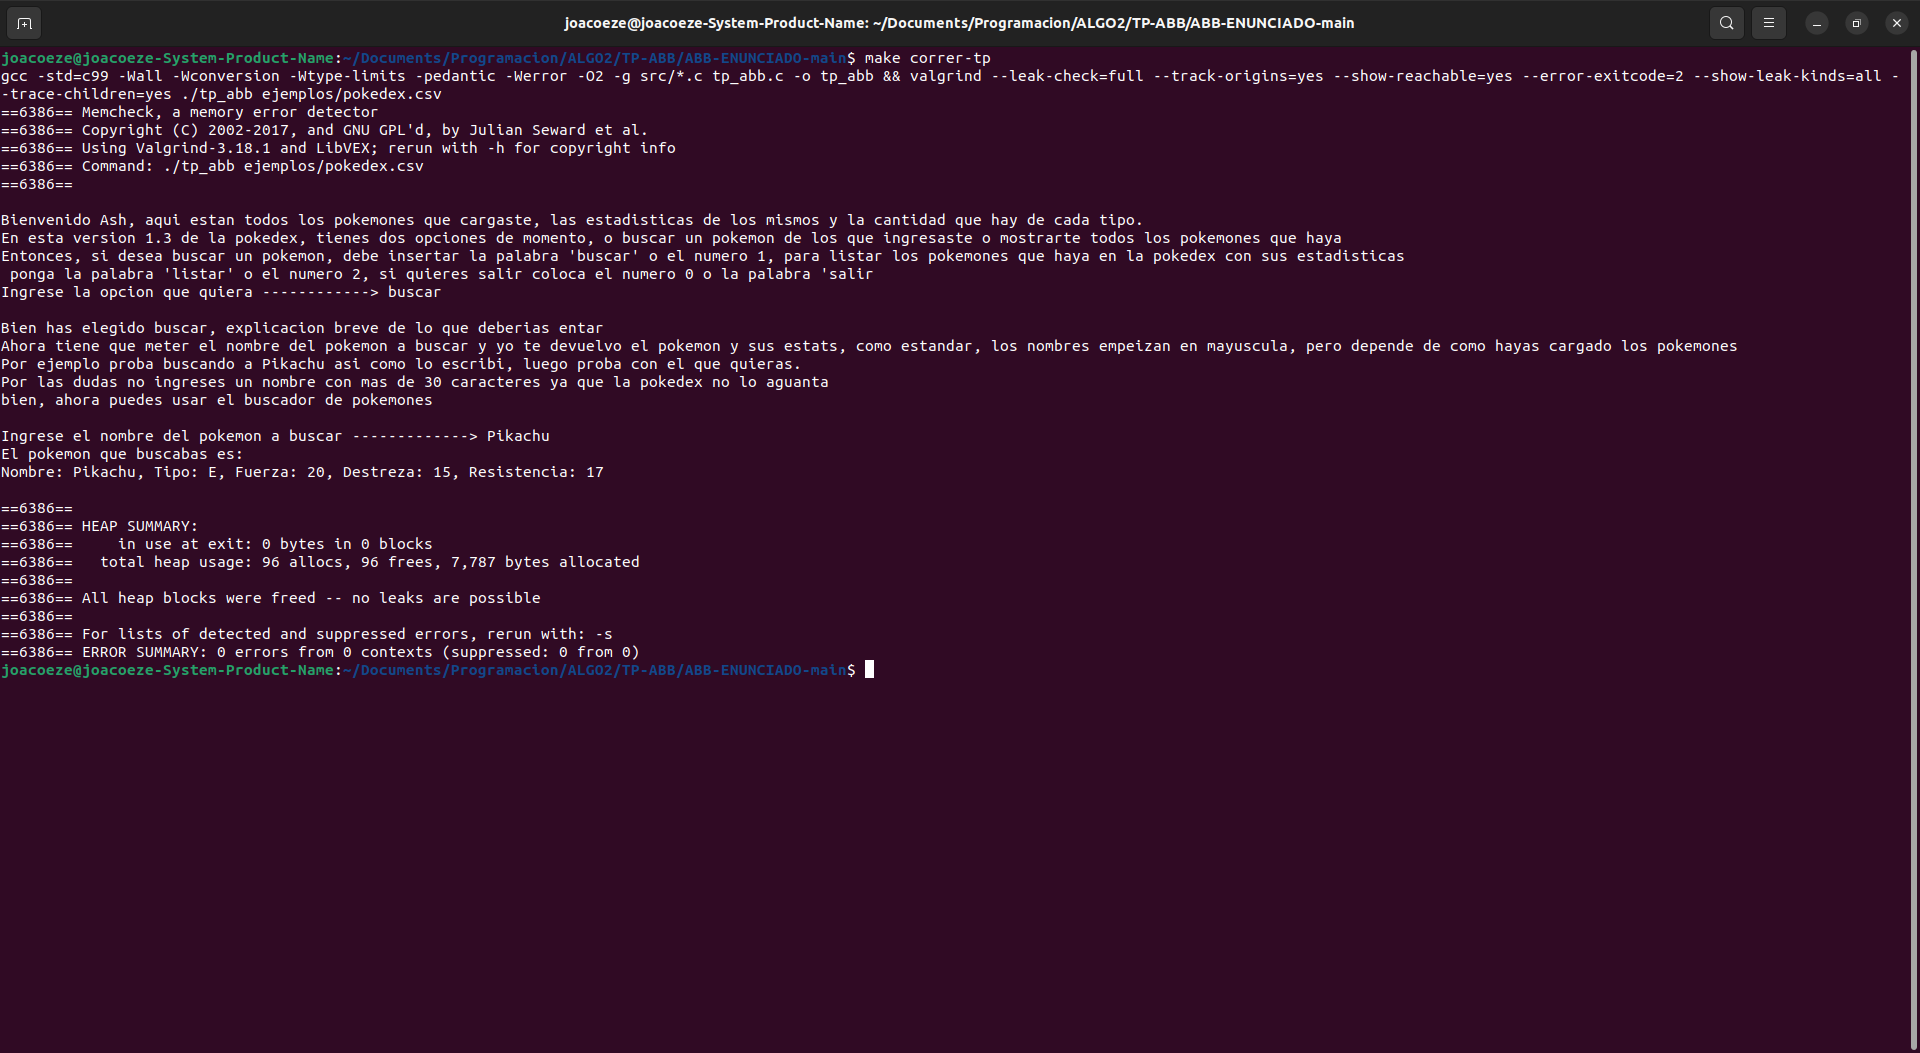 joacoeze@joacoeze-System-Product-Name: ~/Documents/Programacion/ALGO2/TP-ABB/ABB-ENUNCIADO-main
joacoeze@joacoeze-System-Product-Name:~/Documents/Programacion/ALGO2/TP-ABB/ABB-ENUNCIADO-main$ make correr-tp
gcc -std=c99 -Wall -Wconversion -Wtype-limits -pedantic -Werror -O2 -g src/*.c tp_abb.c -o tp_abb && valgrind --leak-check=full --track-origins=yes --show-reachable=yes --error-exitcode=2 --show-leak-kinds=all -
-trace-children=yes ./tp_abb ejemplos/pokedex.csv
==6386== Memcheck, a memory error detector
==6386== Copyright (C) 2002-2017, and GNU GPL'd, by Julian Seward et al.
==6386== Using Valgrind-3.18.1 and LibVEX; rerun with -h for copyright info
==6386== Command: ./tp_abb ejemplos/pokedex.csv
==6386==
Bienvenido Ash, aqui estan todos los pokemones que cargaste, las estadisticas de los mismos y la cantidad que hay de cada tipo.
En esta version 1.3 de la pokedex, tienes dos opciones de momento, o buscar un pokemon de los que ingresaste o mostrarte todos los pokemones que haya
Entonces, si desea buscar un pokemon, debe insertar la palabra 'buscar' o el numero 1, para listar los pokemones que haya en la pokedex con sus estadisticas
 ponga la palabra 'listar' o el numero 2, si quieres salir coloca el numero 0 o la palabra 'salir
Ingrese la opcion que quiera ------------> buscar
Bien has elegido buscar, explicacion breve de lo que deberias entar
Ahora tiene que meter el nombre del pokemon a buscar y yo te devuelvo el pokemon y sus estats, como estandar, los nombres empeizan en mayuscula, pero depende de como hayas cargado los pokemones
Por ejemplo proba buscando a Pikachu asi como lo escribi, luego proba con el que quieras.
Por las dudas no ingreses un nombre con mas de 30 caracteres ya que la pokedex no lo aguanta
bien, ahora puedes usar el buscador de pokemones
Ingrese el nombre del pokemon a buscar -------------> Pikachu
El pokemon que buscabas es:
Nombre: Pikachu, Tipo: E, Fuerza: 20, Destreza: 15, Resistencia: 17
==6386==
==6386== HEAP SUMMARY:
==6386==     in use at exit: 0 bytes in 0 blocks
==6386==   total heap usage: 96 allocs, 96 frees, 7,787 bytes allocated
==6386==
==6386== All heap blocks were freed -- no leaks are possible
==6386==
==6386== For lists of detected and suppressed errors, rerun with: -s
==6386== ERROR SUMMARY: 0 errors from 0 contexts (suppressed: 0 from 0)
joacoeze@joacoeze-System-Product-Name:~/Documents/Programacion/ALGO2/TP-ABB/ABB-ENUNCIADO-main$